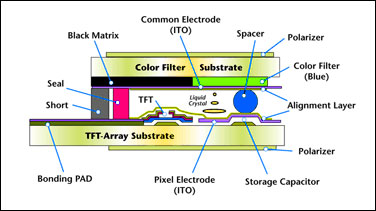 Common Electrode
(ITO)
Spacer
Black Matrix
Polarizer
Color Filter Substrate
Color Filter
(Blue)
Seal
TFT
Liquid
Crystal
Short
Alignment Layer
TFT-Array Substrate
Polarizer
Bonding PAD
Pixel Electrode
(ITO)
Storage Capacitor